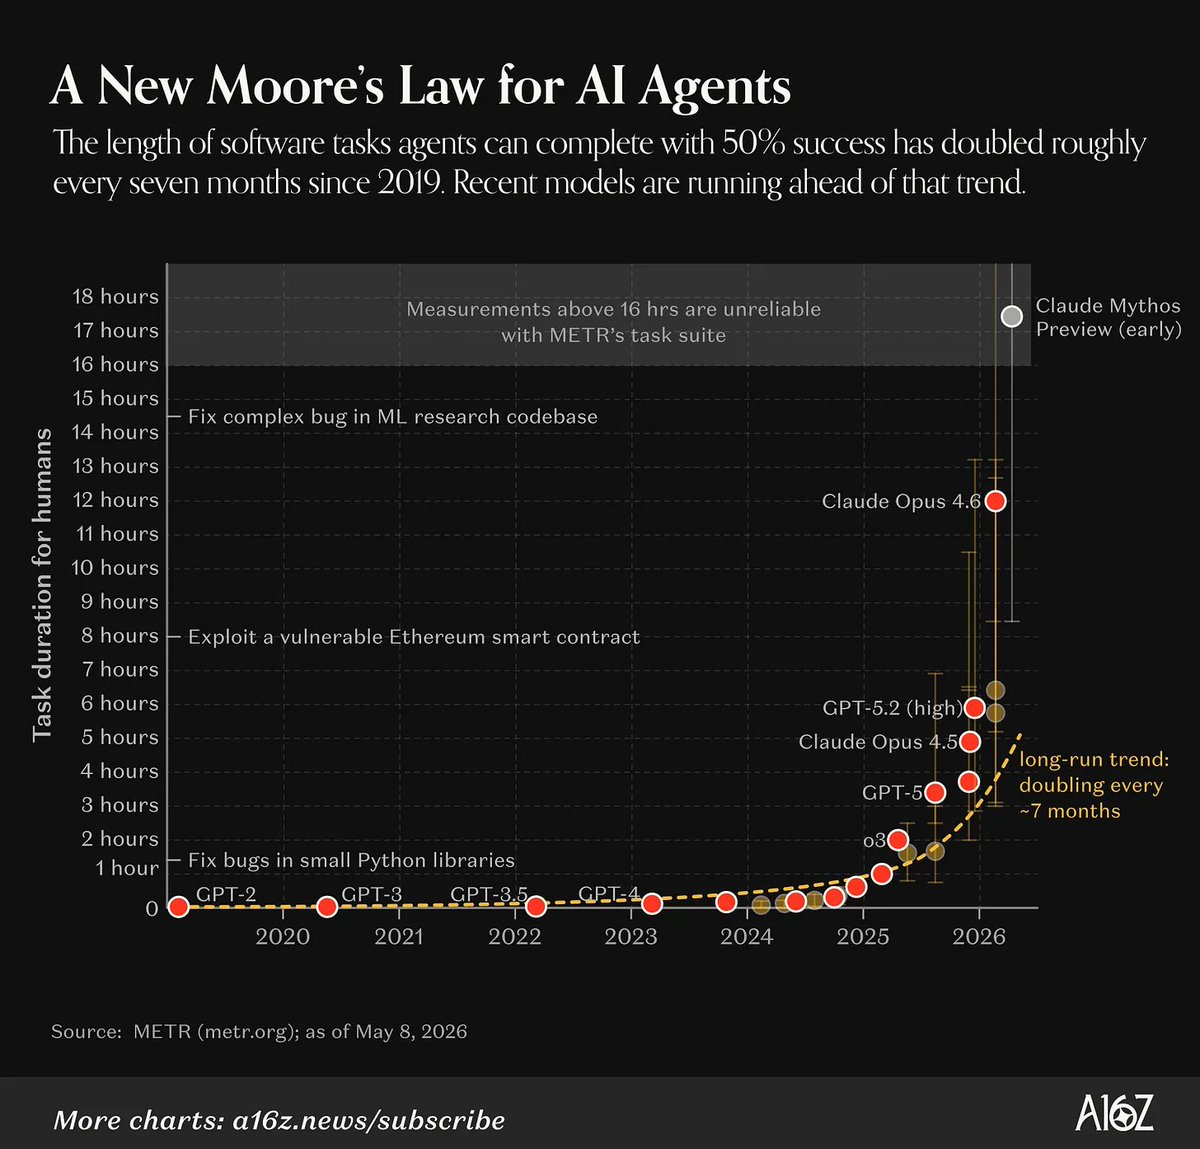 A New Moore's Law for AI Agents
The length of software tasks agents can complete with 50% success has doubled roughly
every seven months since 2019. Recent models are running ahead of that trend.
Task duration for humans
18 hours
17 hours
16 hours
15 hours
14 hours
13 hours
12 hours
11 hours
10 hours
9 hours
8 hours
7 hours
6 hours
5 hours
4 hours
3 hours
2 hours
1 hour
0
Measurements above 16 hrs are unreliable
with METR's task suite
Claude Mythos
Preview (early)
Fix complex bug in ML research codebase
Claude Opus 4.6
Exploit a vulnerable Ethereum smart contract
GPT-5.2 (high)
Claude Opus 4.5
long-run trend:
doubling every
~7 months
GPT-5
o3
Fix bugs in small Python libraries
GPT-2
GPT-3
GPT-3.5
GPT-4
2020
2021
2022
2023
2024
2025
2026
Source: METR (metr.org); as of May 8, 2026
More charts: a16z.news/subscribe
A16Z